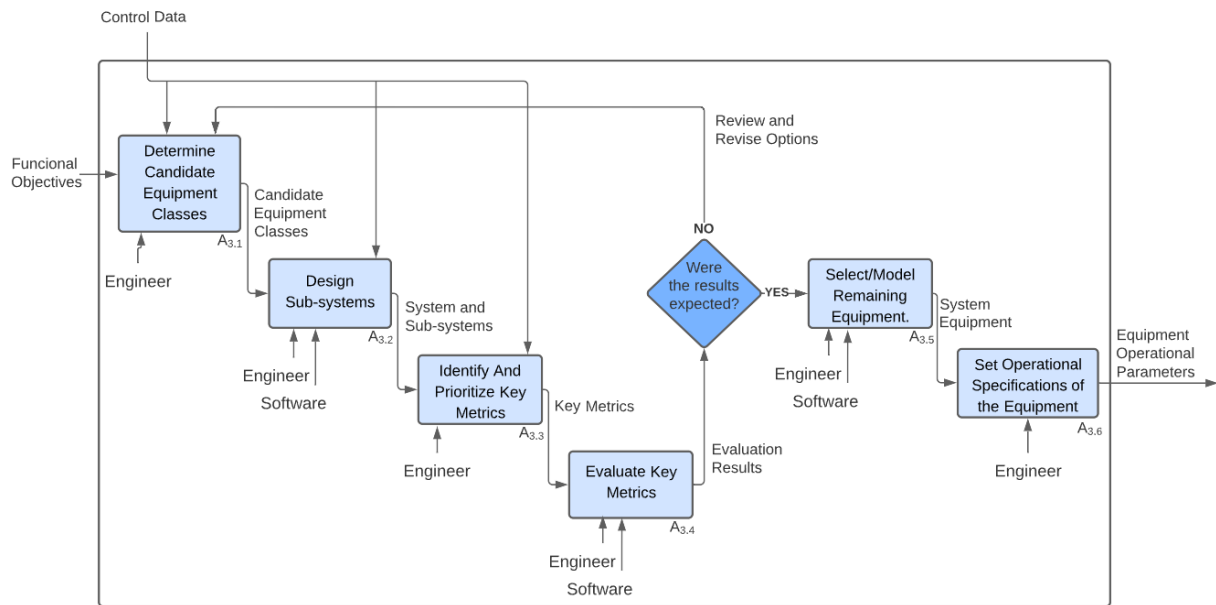 Control Data
Review and
Revise Options
Funcional
Objectives
Determine
Candidate
Equipment
Classes
A3.1
Candidate
Equipment
Classes
Engineer
Design
Sub-systems
A3.2
System and
Sub-systems
Engineer
Software
Identify And
Prioritize Key
Metrics
A3.3
Key Metrics
Engineer
Evaluate Key
Metrics
A3.4
Evaluation
Results
Engineer
Software
NO
Were
the results
expected?
YES
Select/Model
Remaining
Equipment.
A3.5
System
Equipment
Engineer
Software
Set Operational
Specifications of
the Equipment
A3.6
Engineer
Equipment
Operational
Parameters